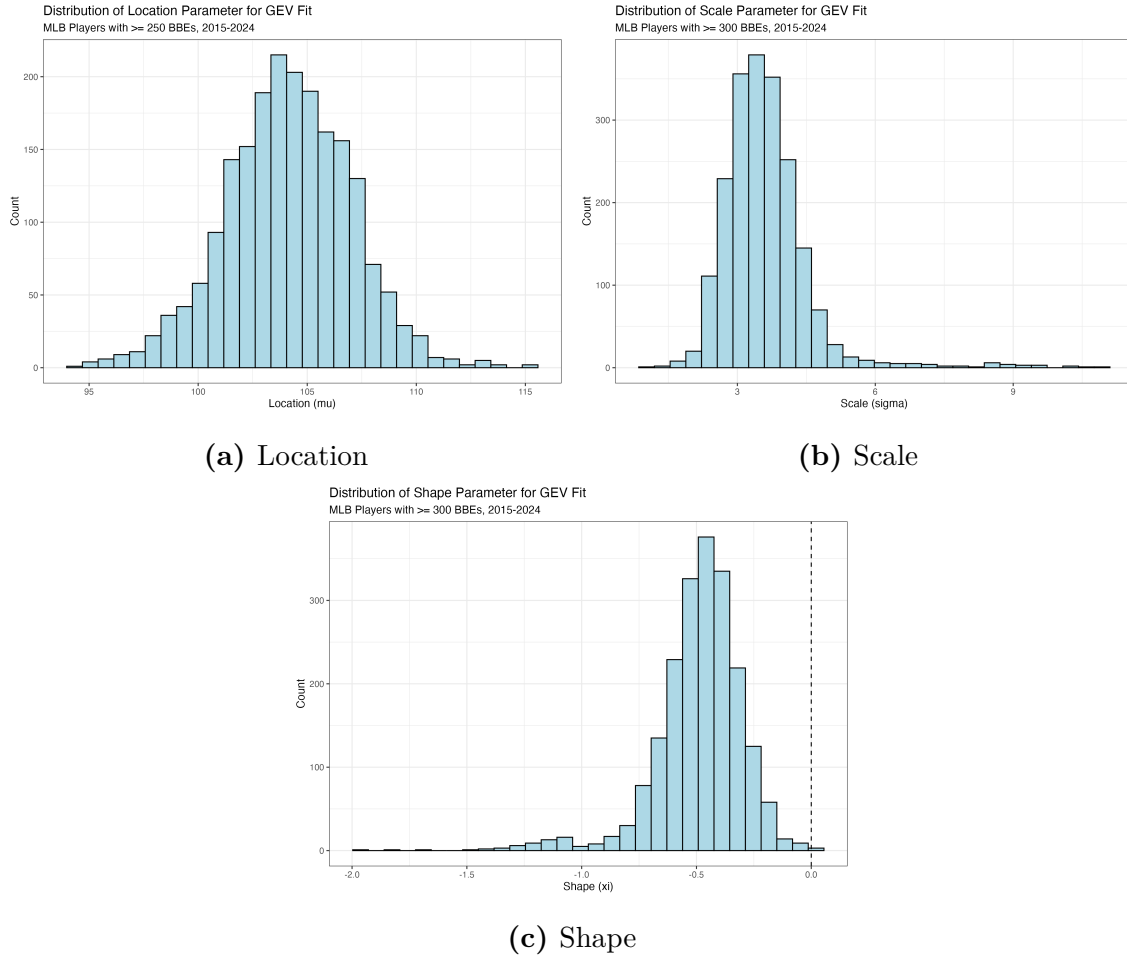 Distribution of Location Parameter for GEV Fit
MLB Players with >= 250 BBEs, 2015-2024
Count
200
150
100
50
0
95
100
105
110
115
Location (mu)
(a) Location
Distribution of Scale Parameter for GEV Fit
MLB Players with >= 300 BBEs, 2015-2024
Count
300
200
100
0
3
6
9
Scale (sigma)
(b) Scale
Distribution of Shape Parameter for GEV Fit
MLB Players with >= 300 BBEs, 2015-2024
Count
300
200
100
0
-2.0
-1.5
-1.0
-0.5
0.0
Shape (xi)
(c) Shape